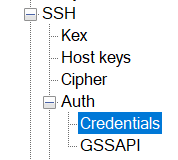 SSH
Kex
Host keys
Cipher
Auth
Credentials
GSSAPI